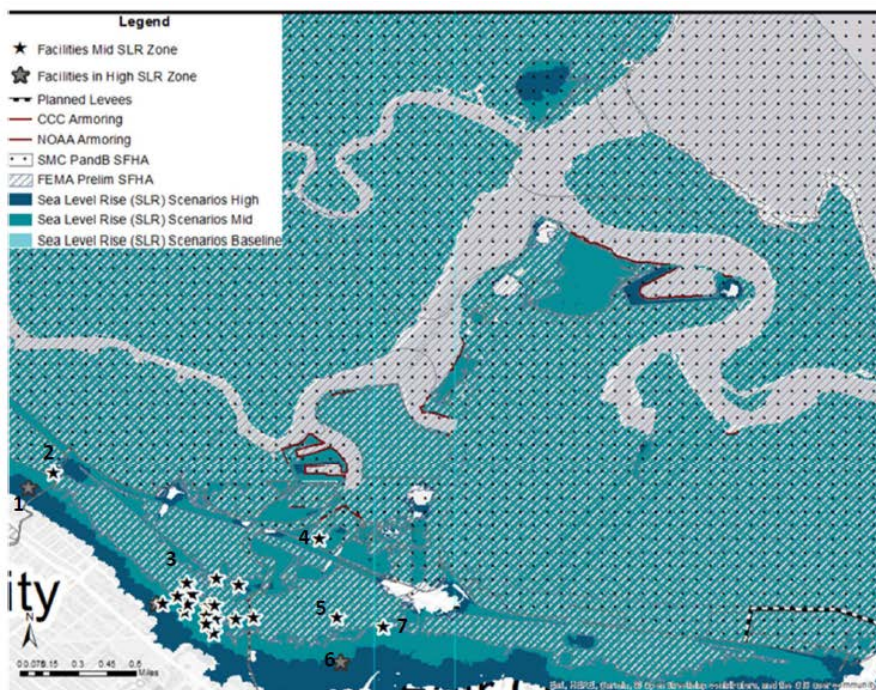 Legend
Facilities Mid SLR Zone
Facilities in High SLR Zone
Planned Levees
CCC Armoring
NOAA Armoring
SMC PandB SFHA
FEMA Prelim SFHA
Sea Level Rise (SLR) Scenarios High
Sea Level Rise (SLR) Scenarios Mid
Sea Level Rise (SLR) Scenarios Baseline
2
1
4
3
ity
5
7
N
6
0 0.075 0.15 0.3 0.45 0.6
Miles